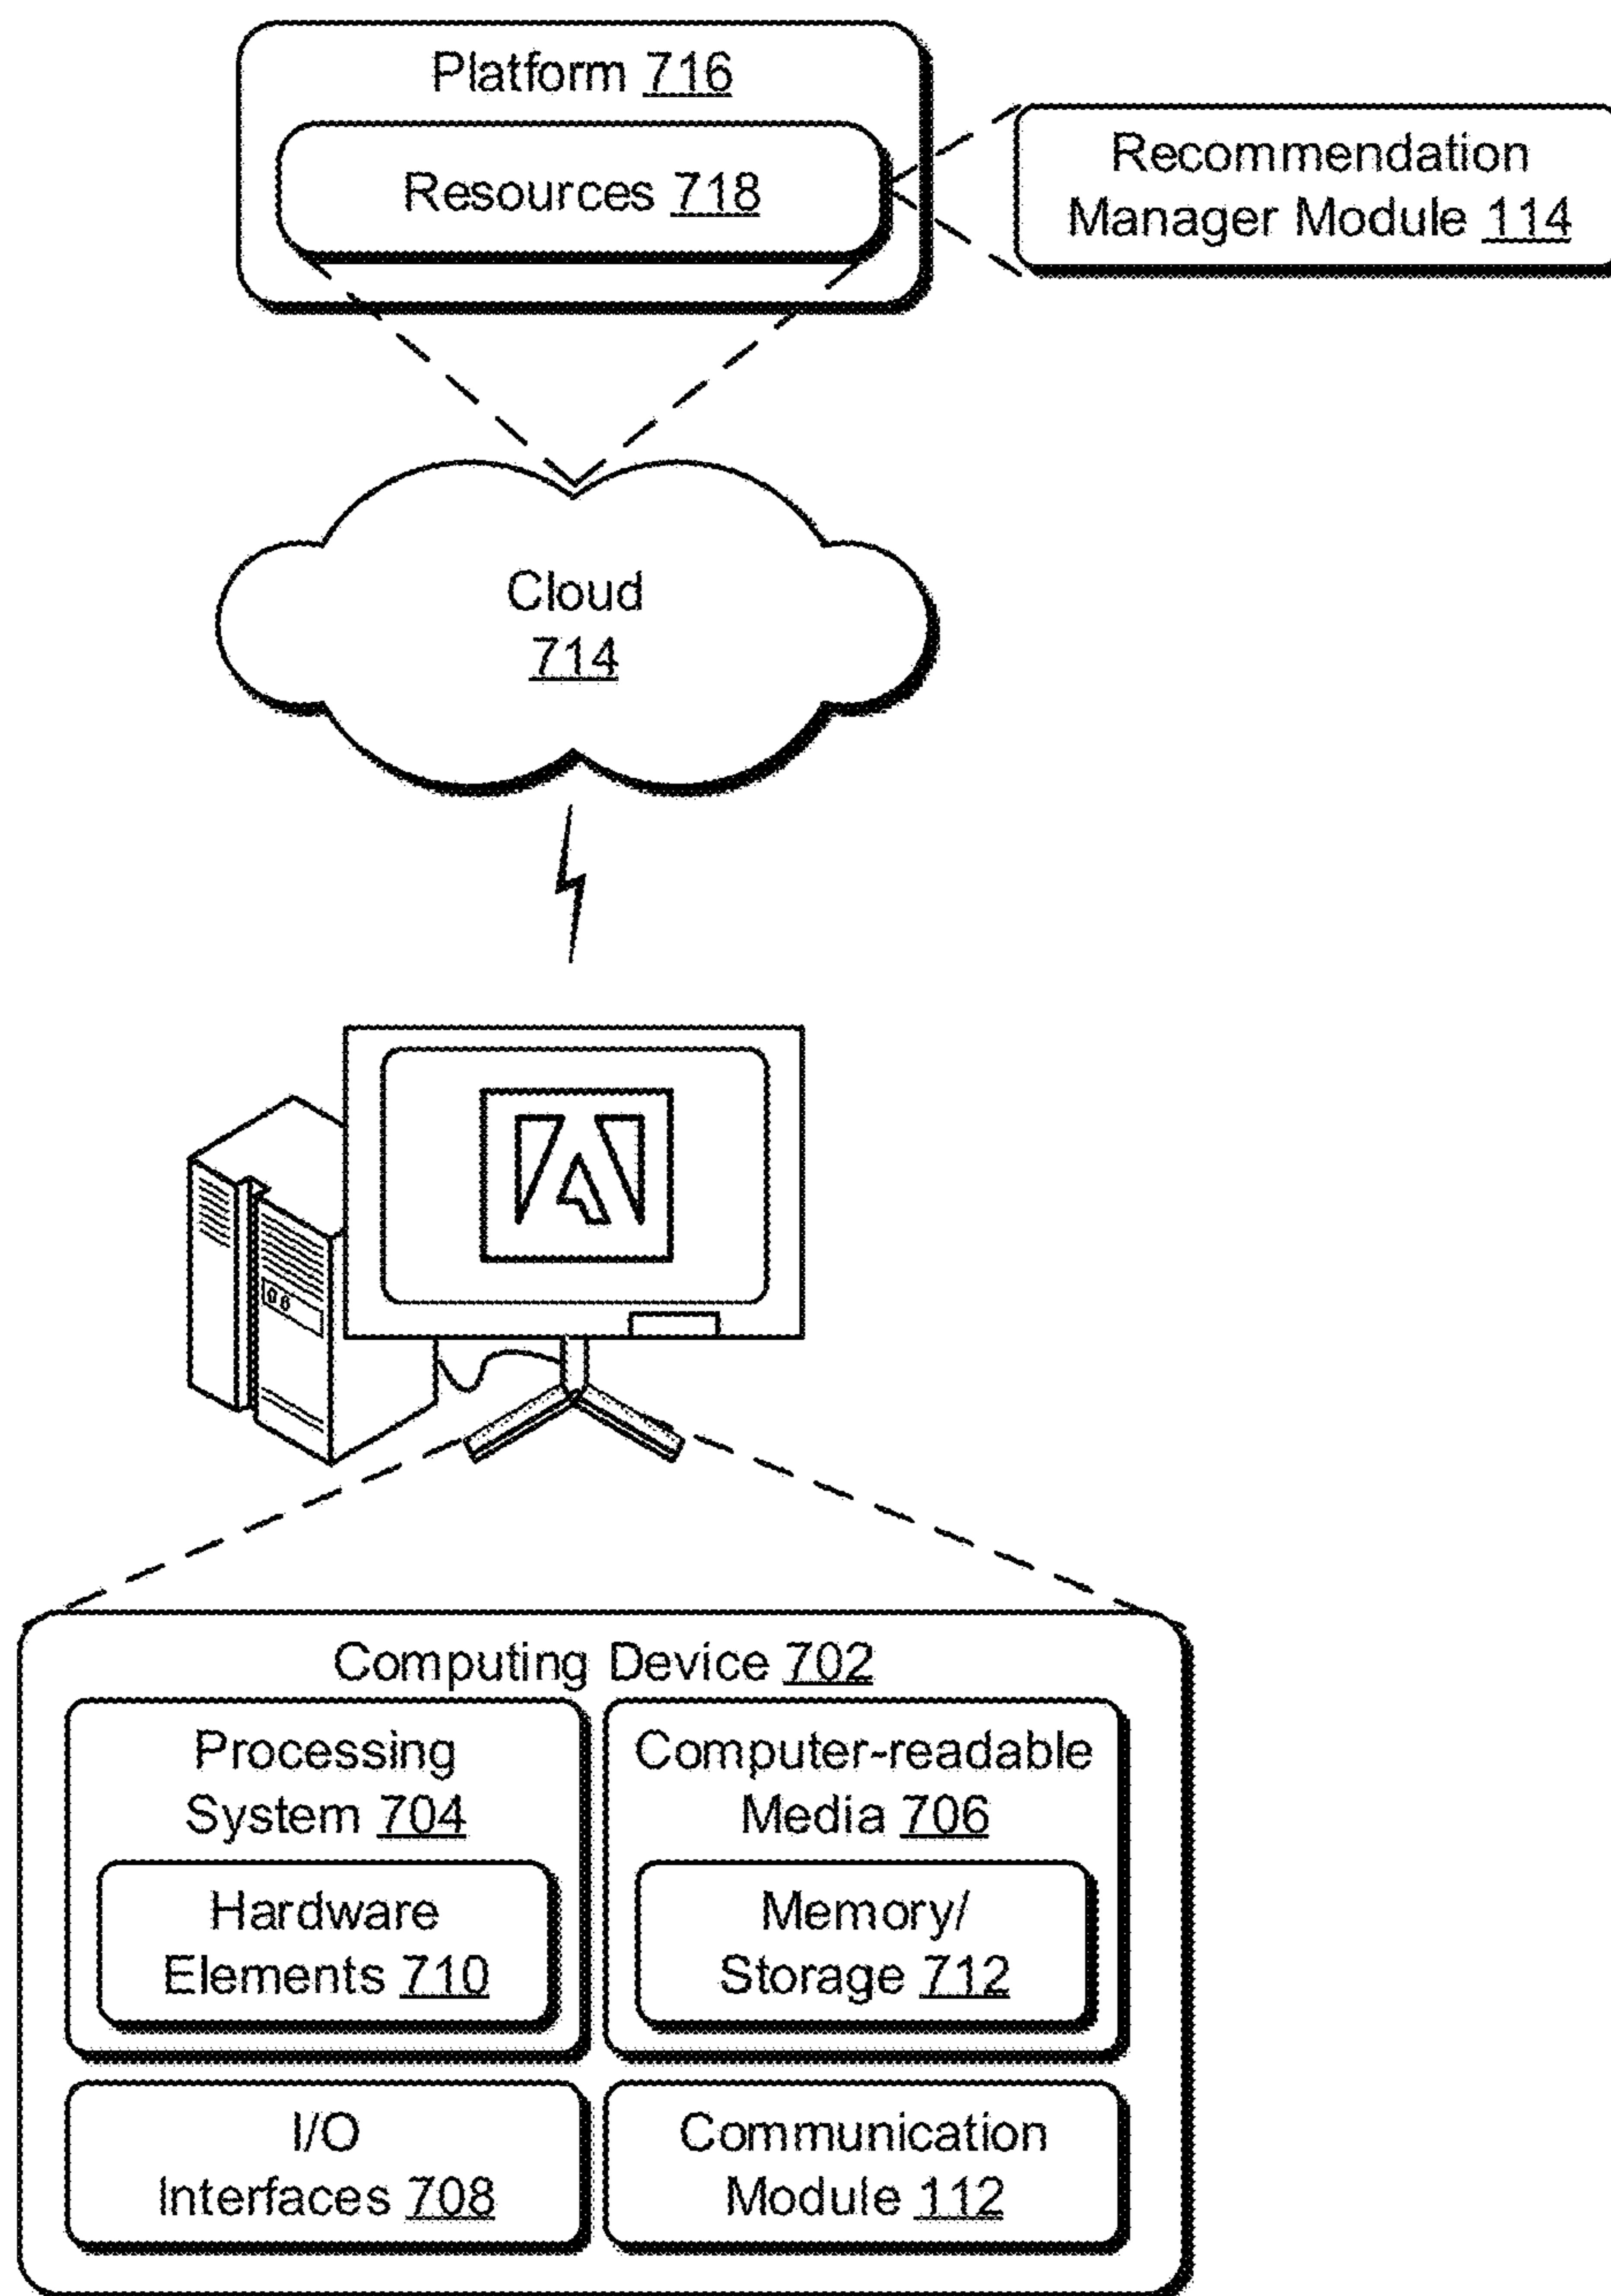 Platform 716
Resources 718
Recommendation
Manager Module 114
Cloud
714
Computing Device 702
Processing
System 704
Hardware
Elements 710
Computer-readable
Media 706
Memory/
Storage 712
I/O
Interfaces 708
Communication
Module 112